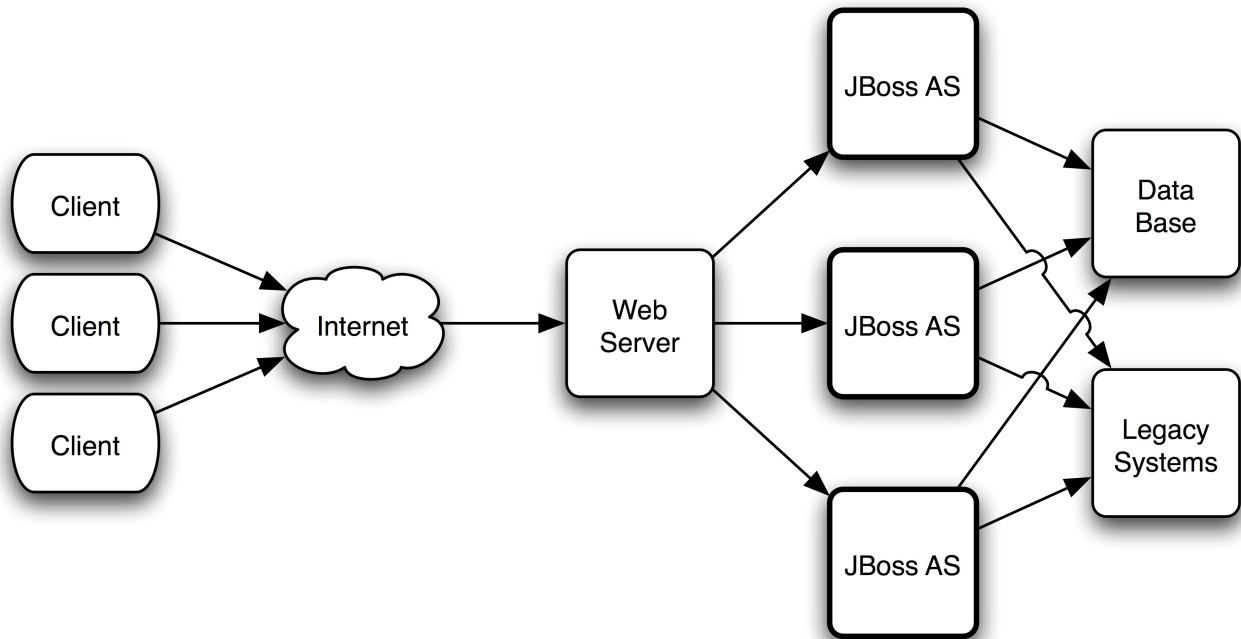 Client
Client
Client
Internet
Web
Server
JBoss AS
JBoss AS
JBoss AS
Data
Base
Legacy
Systems